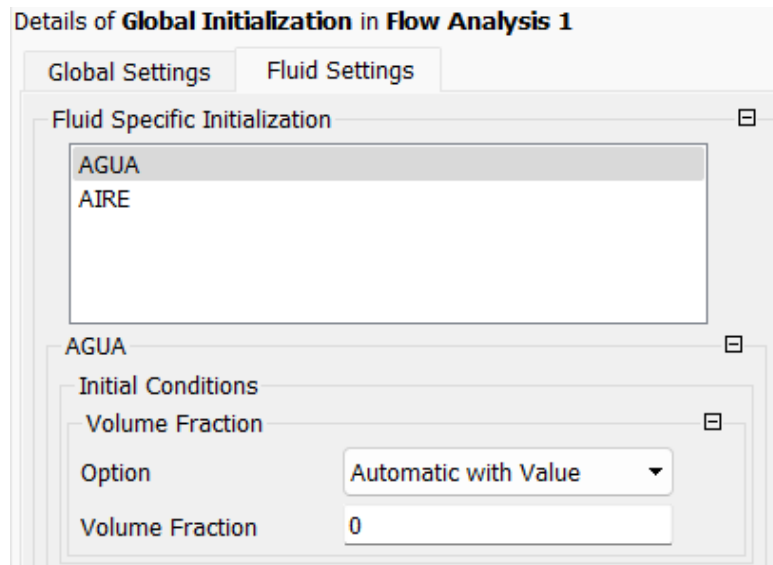 Details of Global Initialization in Flow Analysis 1
Global Settings Fluid Settings
Fluid Specific Initialization
AGUA
AIRE
AGUA
Initial Conditions
Volume Fraction
Option Automatic with Value
Volume Fraction 0